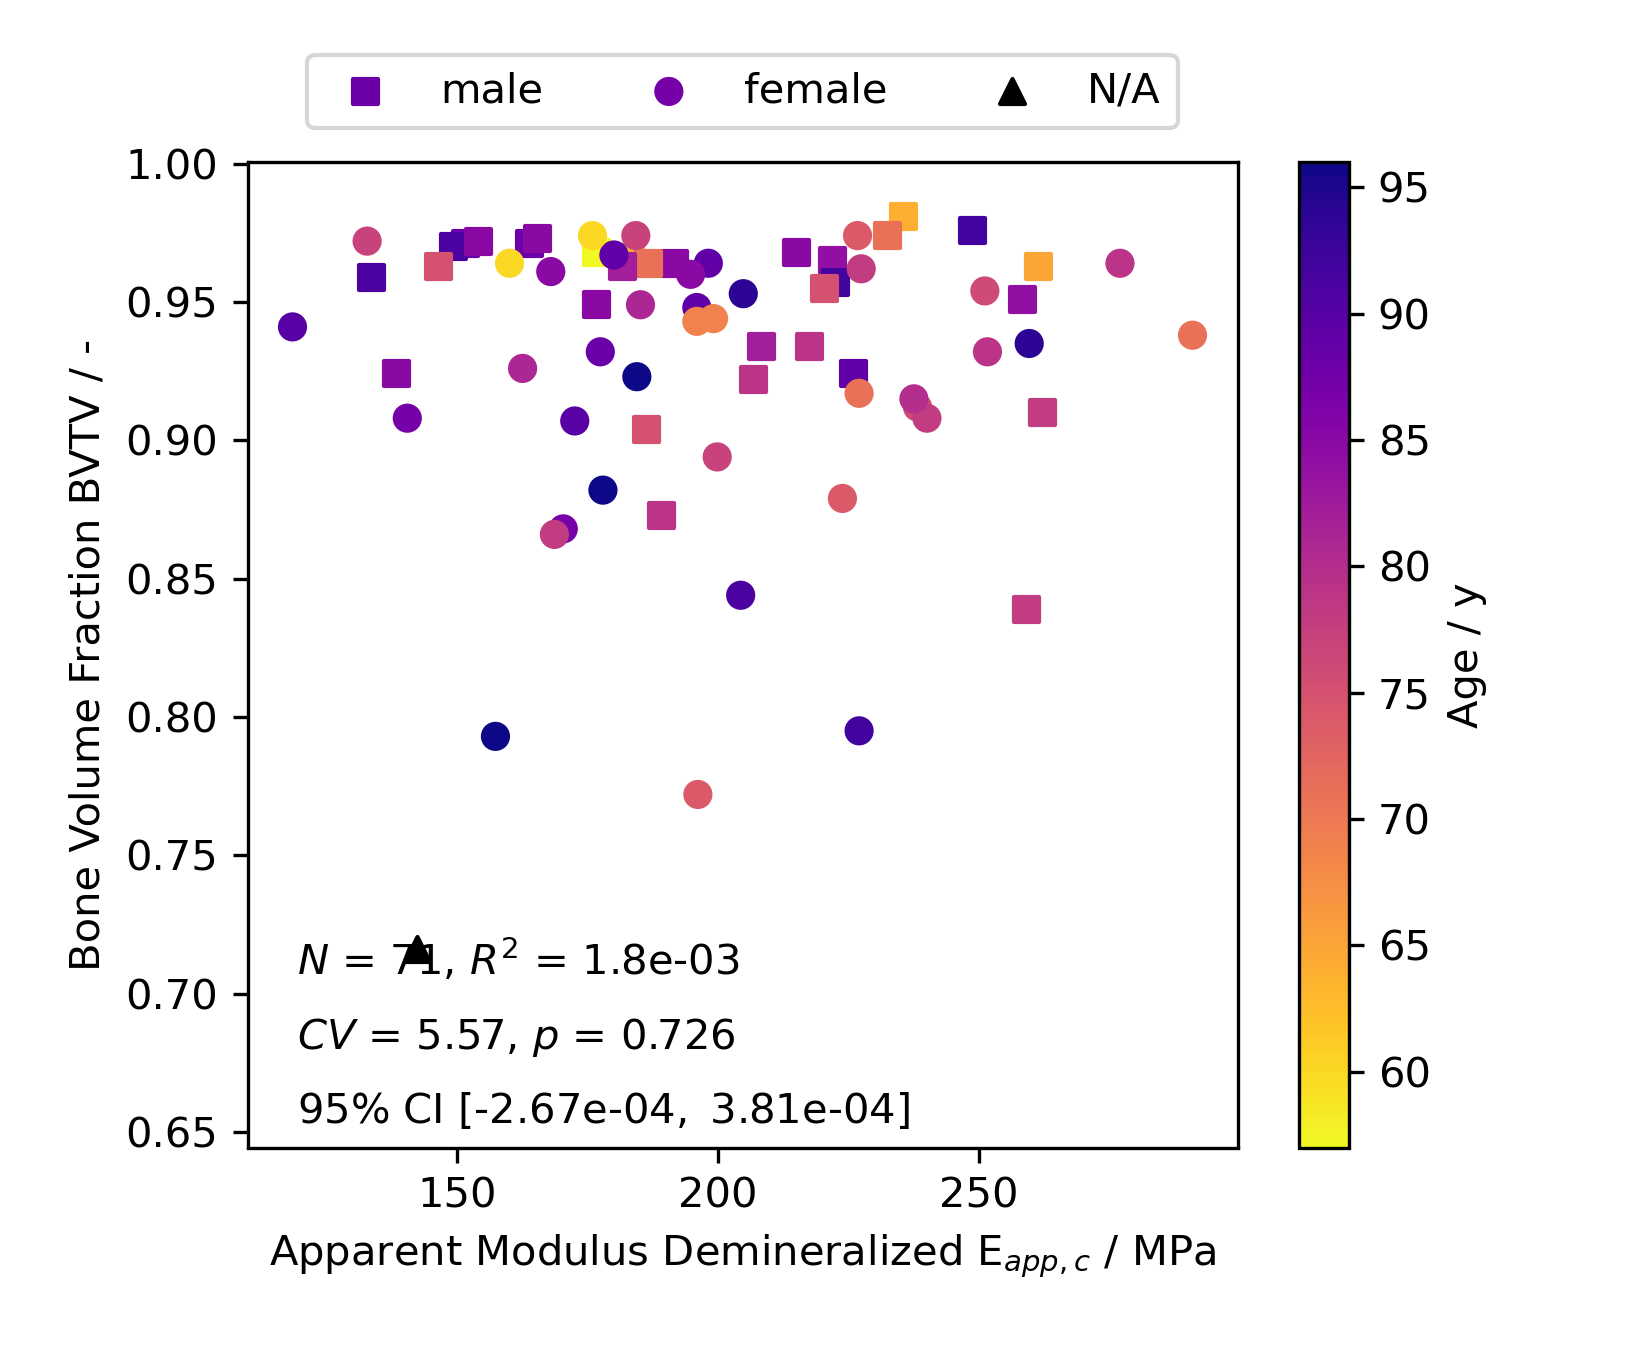 male female N/A
1.00
0.95
0.90
0.85
0.80
0.75
0.70
0.65
Bone Volume Fraction BVTV / -
N = 71, R² = 1.8e-03
CV = 5.57, p = 0.726
95% CI [-2.67e-04, 3.81e-04]
150 200 250
Apparent Modulus Demineralized E_app,c / MPa
95
90
85
80
75
70
65
60
Age / y